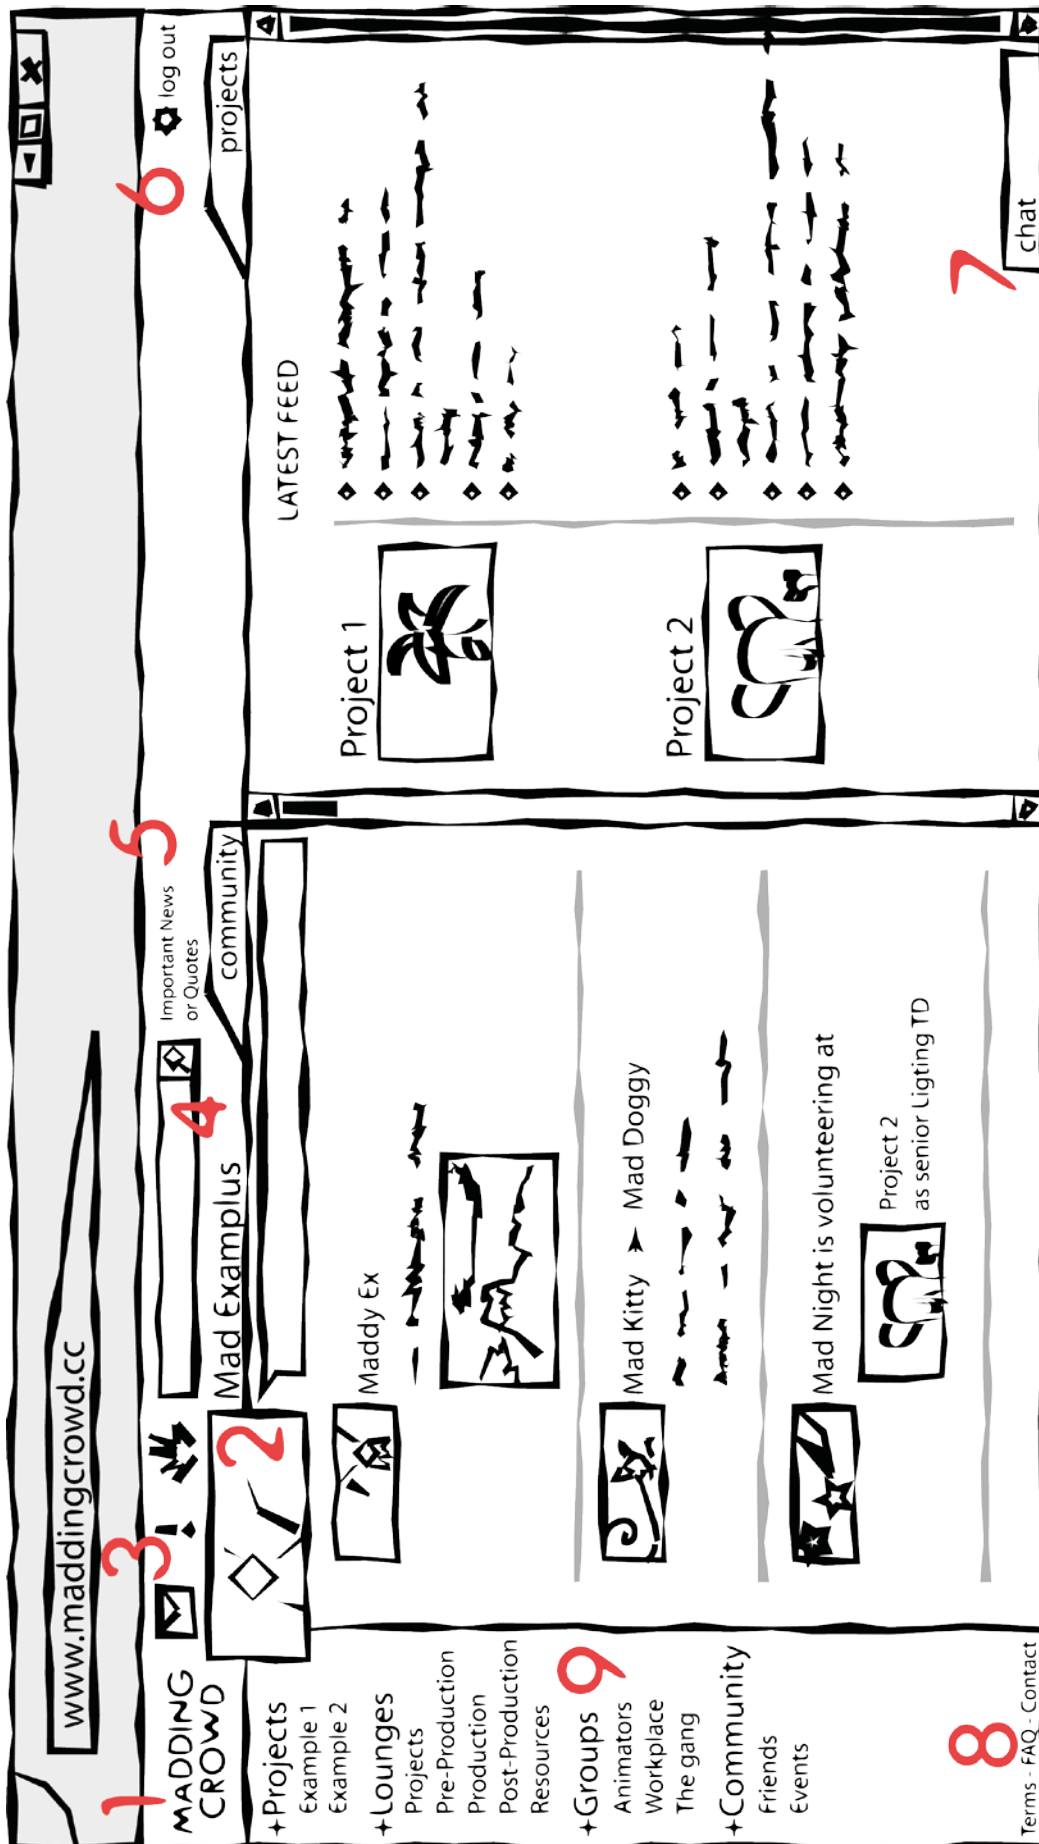 www.maddingcrowd.cc
1
MADDING
CROWD
3
4
Important News
or Quotes
5
6
log out
2
Mad Examplus
community
projects
+Projects
Example 1
Example 2
+Lounges
Projects
Pre-Production
Production
Post-Production
Resources
+Groups
9
Animators
Workplace
The gang
+Community
Friends
Events
8
Terms - FAQ - Contact
Maddy Ex
Mad Kitty ➤ Mad Doggy
Mad Night is volunteering at
Project 2
as senior Ligting TD
LATEST FEED
Project 1
Project 2
7
chat